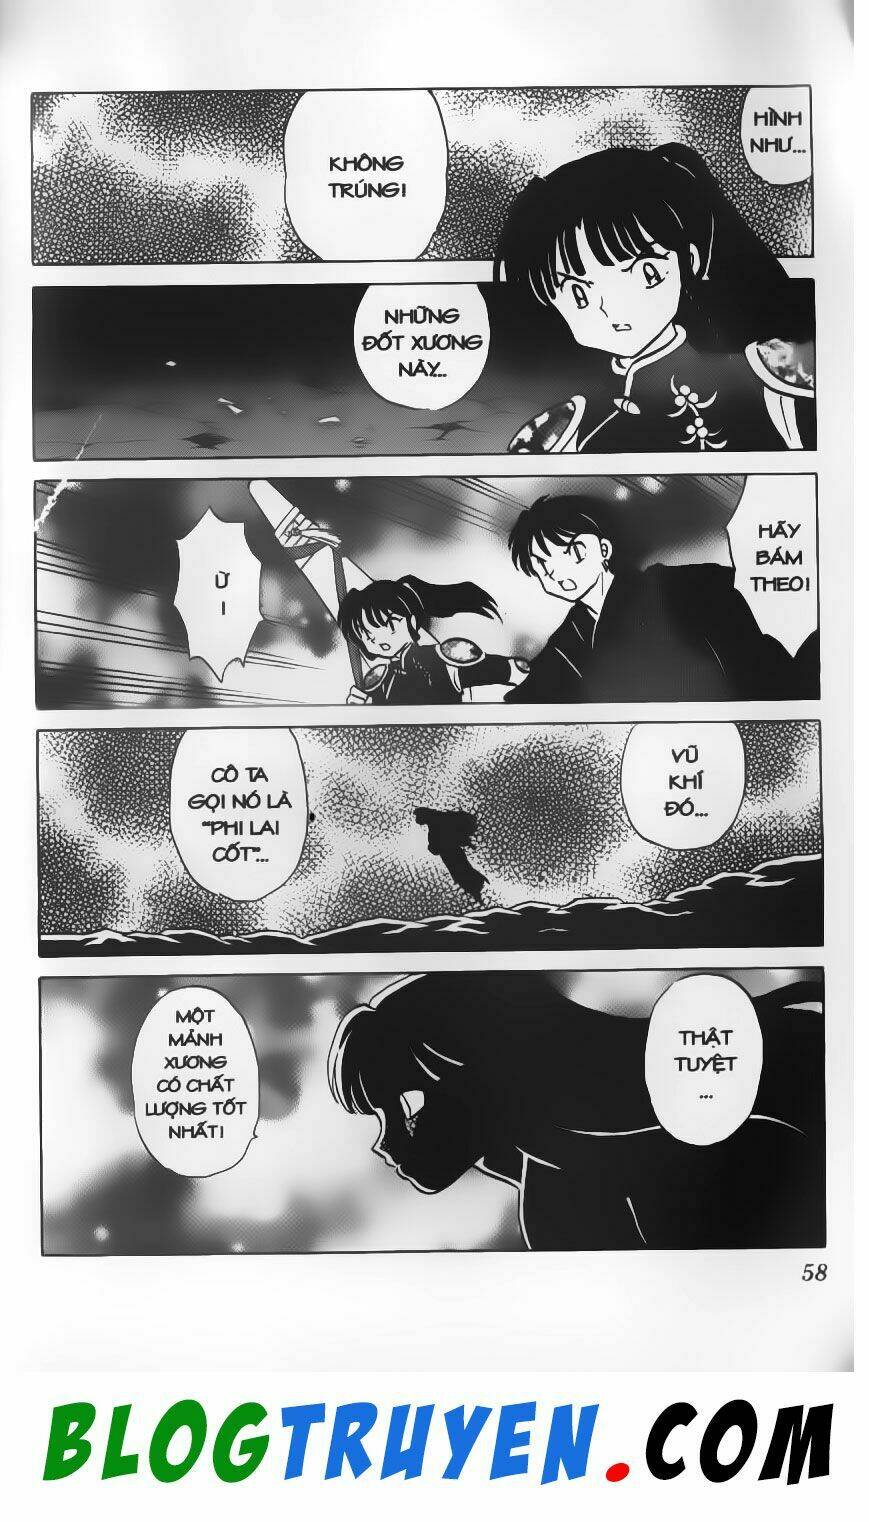 HÌNH
NHƯ...
KHÔNG
TRÚNG!
NHỮNG
ĐỐT XƯƠNG
NÀY...
HÃY
BÁM
THEO!
Ừ
!
VŨ
KHÍ
ĐÓ...
CÔ TA
GỌI NÓ LÀ
"PHI LAI
CỐT"...
THẬT
TUYỆT
...
MỘT
MẢNH
XƯƠNG
CÓ CHẤT
LƯỢNG TỐT
NHẤT!
58
BLOGTRUYEN.COM